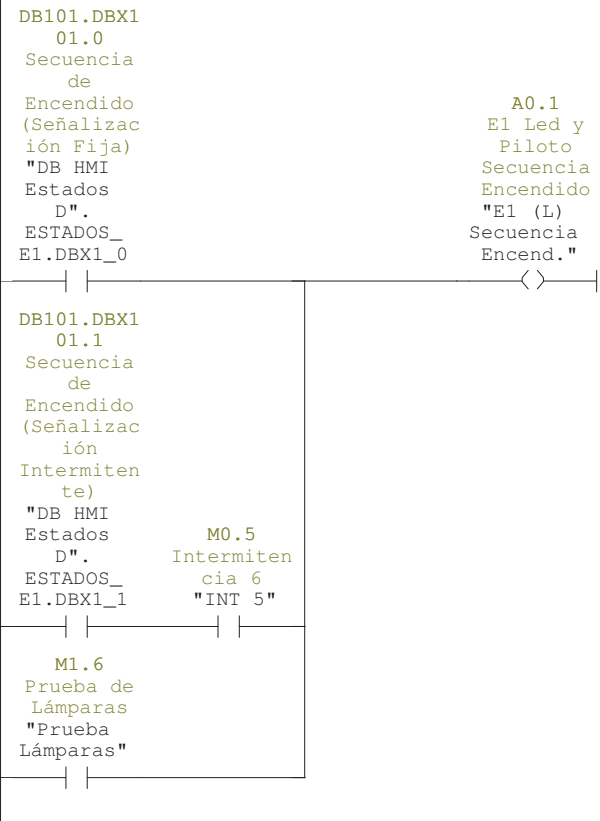 DB101.DBX1
01.0
Secuencia
de
Encendido
(Señalizac
ión Fija)
"DB HMI
Estados
D".
ESTADOS_
E1.DBX1_0
A0.1
E1 Led y
Piloto
Secuencia
Encendido
"E1 (L)
Secuencia
Encend."
DB101.DBX1
01.1
Secuencia
de
Encendido
(Señalizac
ión
Intermiten
te)
"DB HMI
Estados
D".
ESTADOS_
E1.DBX1_1
M0.5
Intermiten
cia 6
"INT 5"
M1.6
Prueba de
Lámparas
"Prueba
Lámparas"